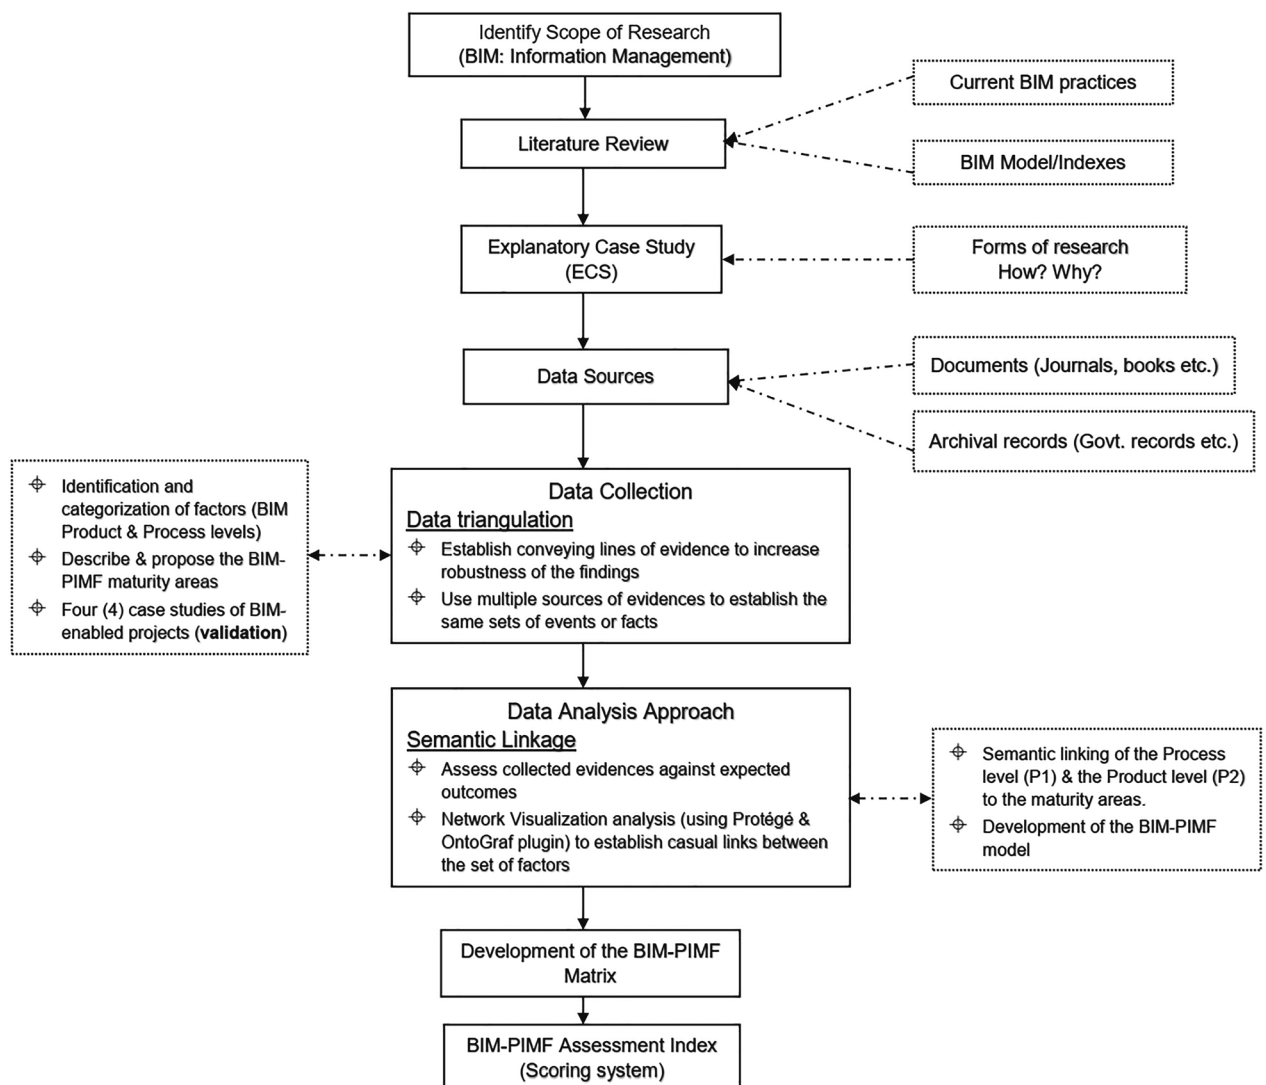 Identify Scope of Research
(BIM: Information Management)
Current BIM practices
Literature Review
BIM Model/Indexes
Explanatory Case Study
(ECS)
Forms of research
How? Why?
Data Sources
Documents (Journals, books etc.)
Archival records (Govt. records etc.)
Identification and
categorization of factors (BIM
Product & Process levels)
Describe & propose the BIM-
PIMF maturity areas
Four (4) case studies of BIM-
enabled projects (validation)
Data Collection
Data triangulation
Establish conveying lines of evidence to increase
robustness of the findings
Use multiple sources of evidences to establish the
same sets of events or facts
Data Analysis Approach
Semantic Linkage
Assess collected evidences against expected
outcomes
Network Visualization analysis (using Protégé &
OntoGraf plugin) to establish casual links between
the set of factors
Semantic linking of the Process
level (P1) & the Product level (P2)
to the maturity areas.
Development of the BIM-PIMF
model
Development of the BIM-PIMF
Matrix
BIM-PIMF Assessment Index
(Scoring system)